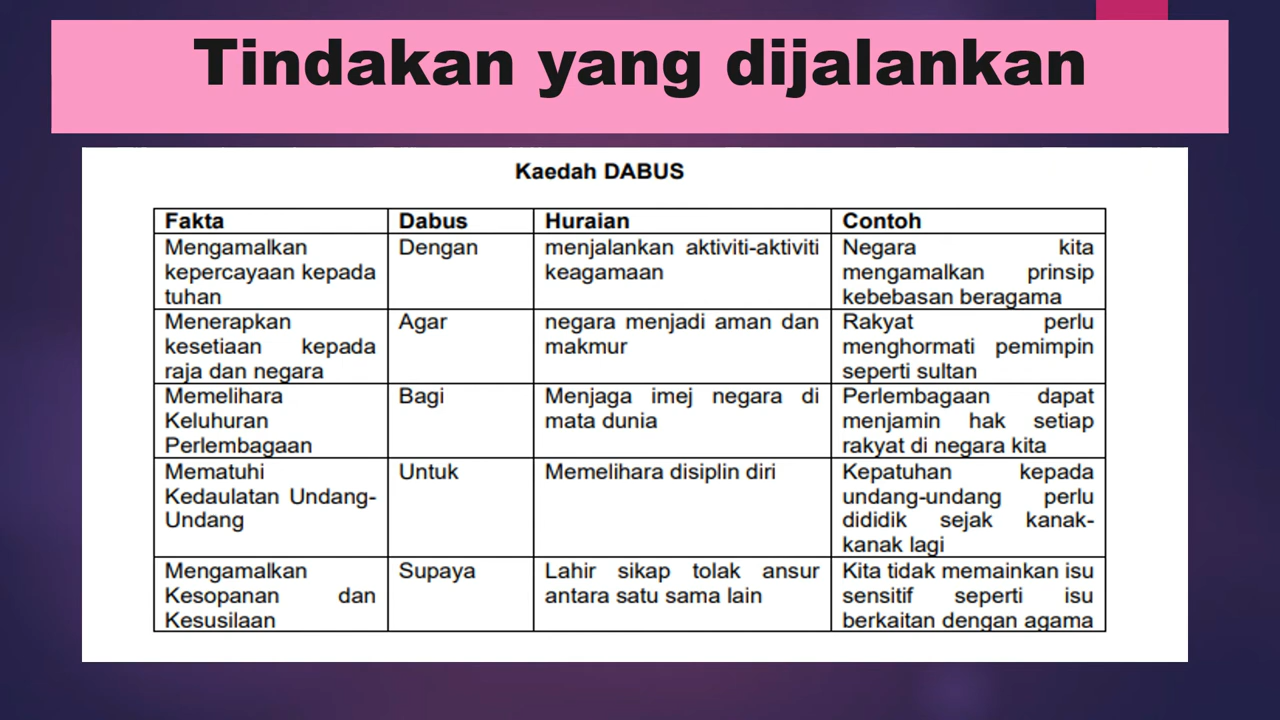 Tindakan yang dijalankan
Kaedah DABUS
Fakta Dabus Huraian Contoh
Mengamalkan Dengan menjalankan aktiviti-aktiviti Negara kita
kepercayaan kepada keagamaan mengamalkan prinsip
tuhan kebebasan beragama
Menerapkan Agar negara menjadi aman dan Rakyat perlu
kesetiaan kepada makmur menghormati pemimpin
raja dan negara seperti sultan
Memelihara Bagi Menjaga imej negara di Perlembagaan dapat
Keluhuran mata dunia menjamin hak setiap
Perlembagaan rakyat di negara kita
Mematuhi Untuk Memelihara disiplin diri Kepatuhan kepada
Kedaulatan Undang- undang-undang perlu
Undang dididik sejak kanak-
kanak lagi
Mengamalkan Supaya Lahir sikap tolak ansur Kita tidak memainkan isu
Kesopanan dan antara satu sama lain sensitif seperti isu
Kesusilaan berkaitan dengan agama